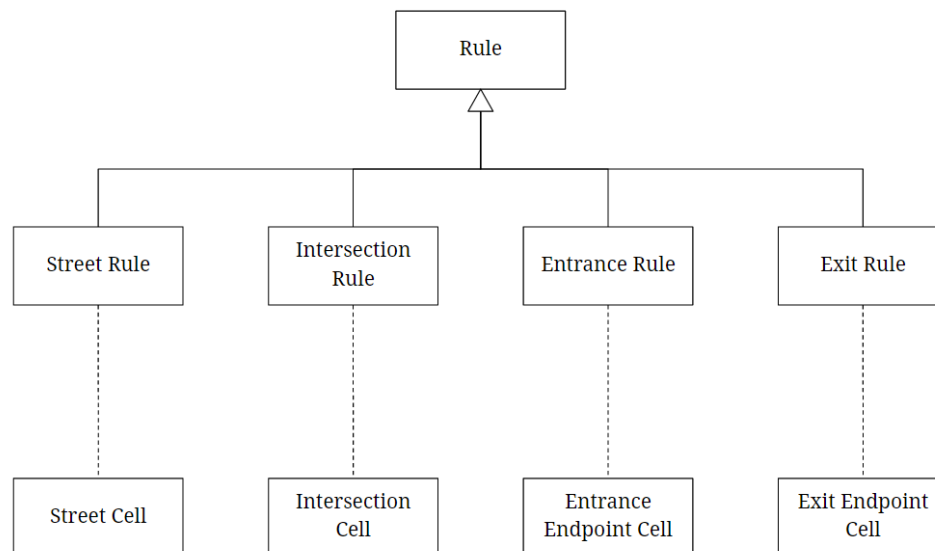 Rule
Street Rule
Intersection
Rule
Entrance Rule
Exit Rule
Street Cell
Intersection
Cell
Entrance
Endpoint Cell
Exit Endpoint
Cell